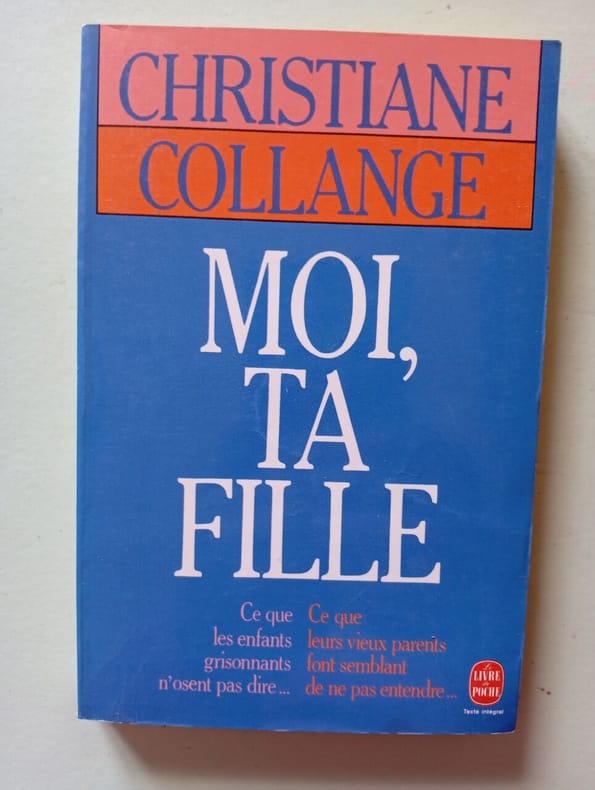 CHRISTIANE
COLLANGE
MOI,
TA
FILLE
Ce que
les enfants
grisonnants
n'osent pas dire...
Ce que
leurs vieux parents
font semblant
de ne pas entendre...
Le
LIVRE
de
POCHE
Texte intégral